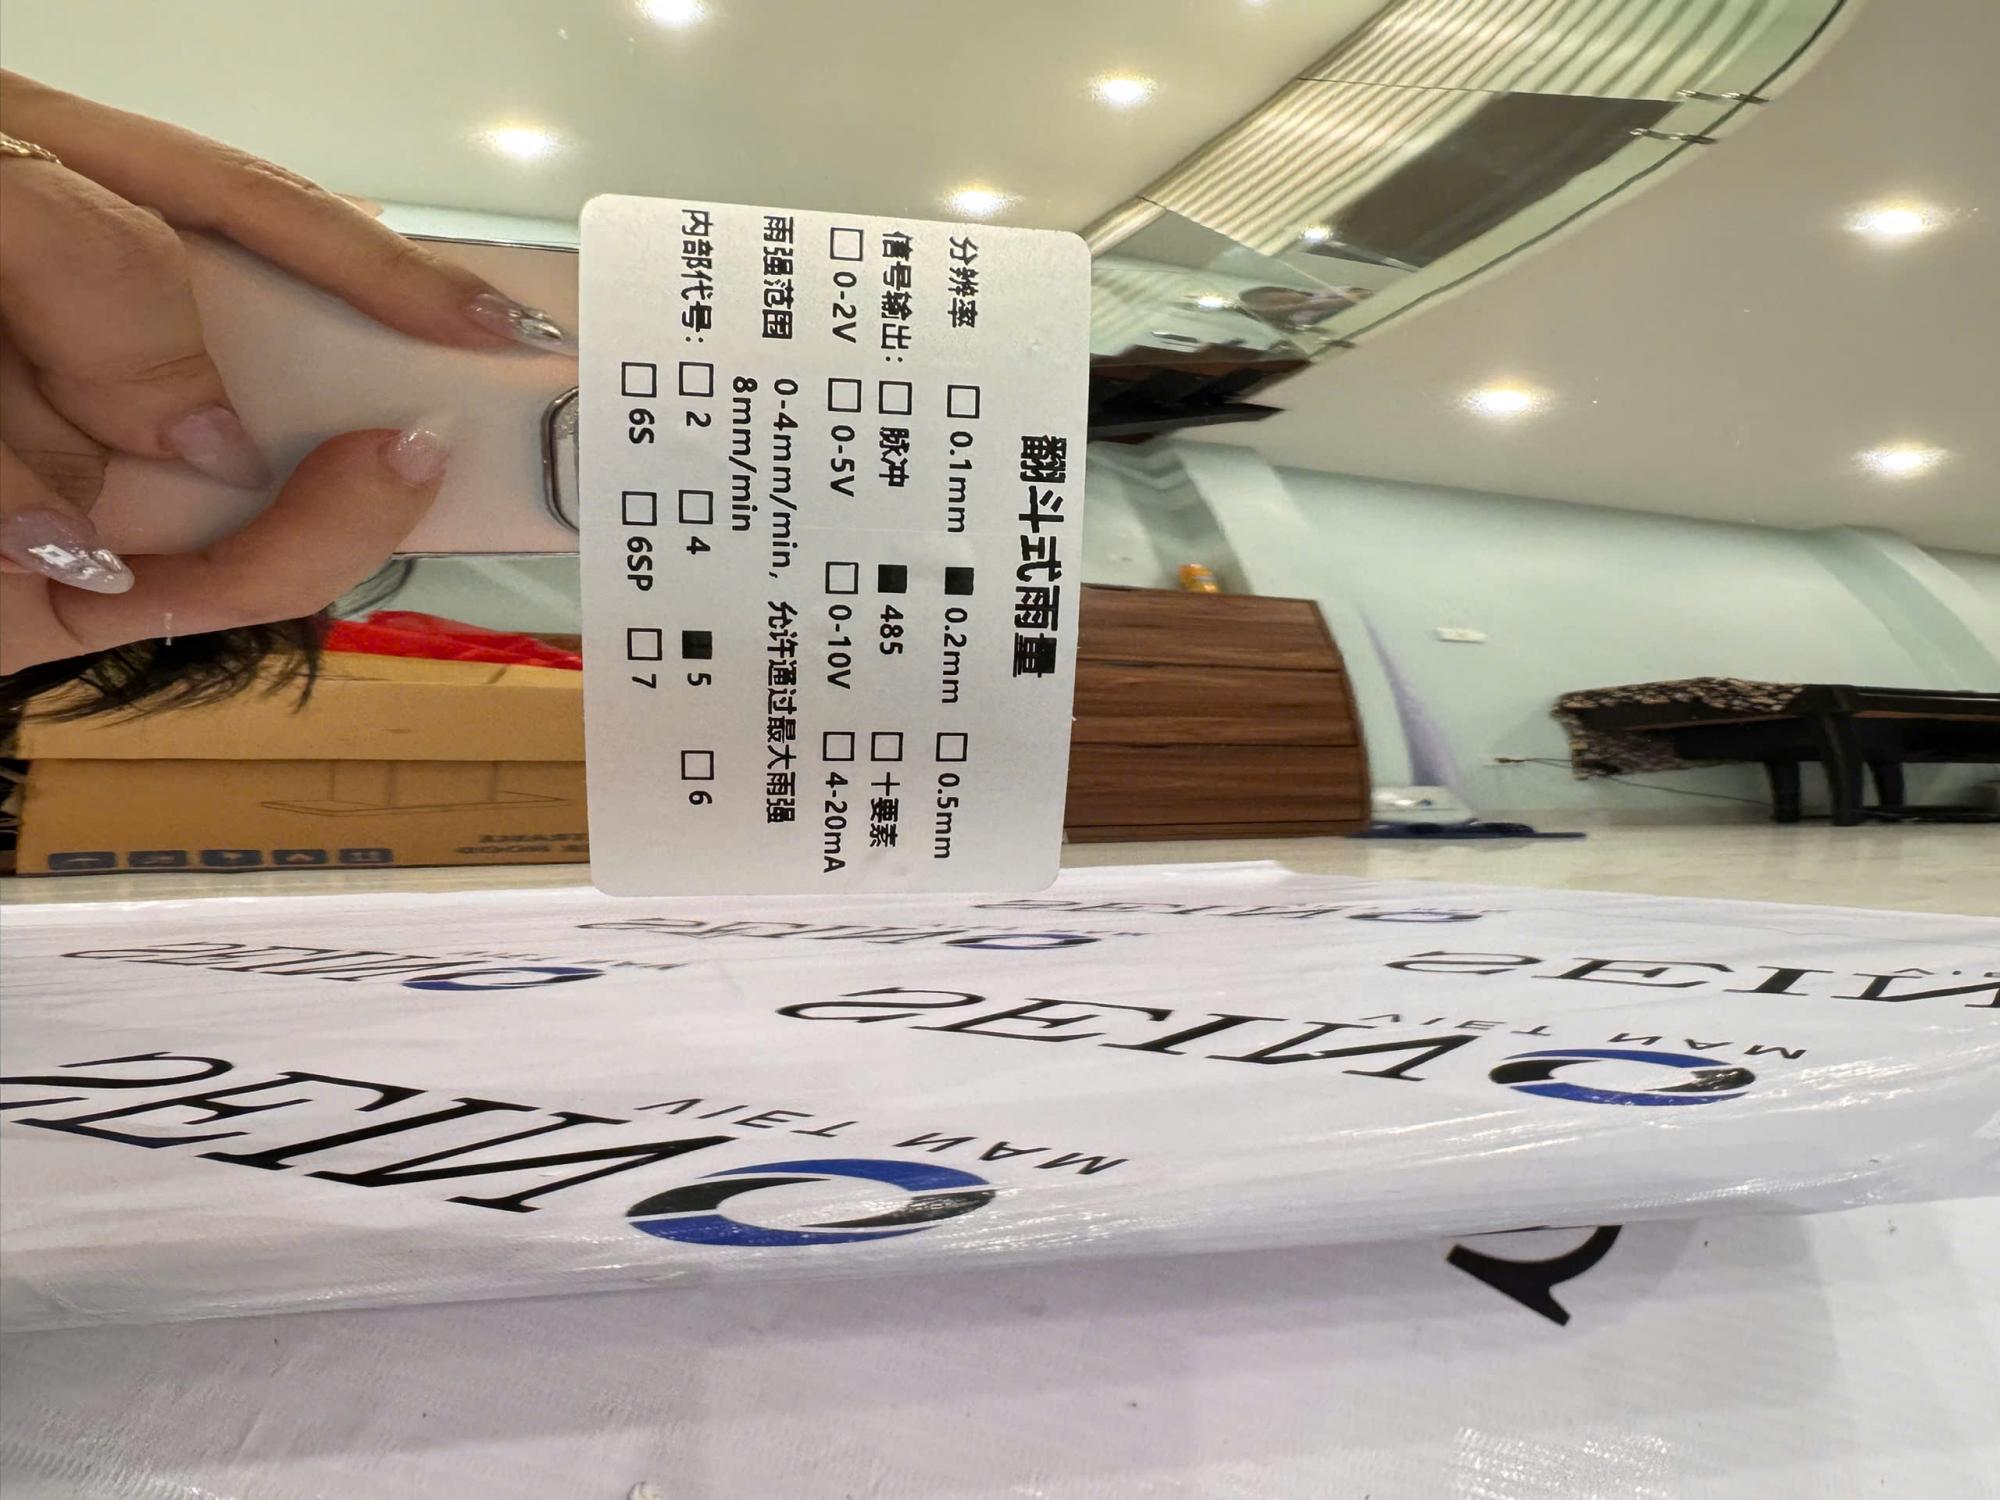 翻斗式雨量
分辨率 □ 0.1mm ■ 0.2mm □ 0.5mm
信号输出: □ 脉冲 ■ 485 □ 十要素
□ 0-2V □ 0-5V □ 0-10V □ 4-20mA
雨强范围 0-4mm/min, 允许通过最大雨强
8mm/min
内部代号: □ 2 □ 4 ■ 5 □ 6
□ 6S □ 6SP □ 7
MAN TƏIV
MAN TƏIV